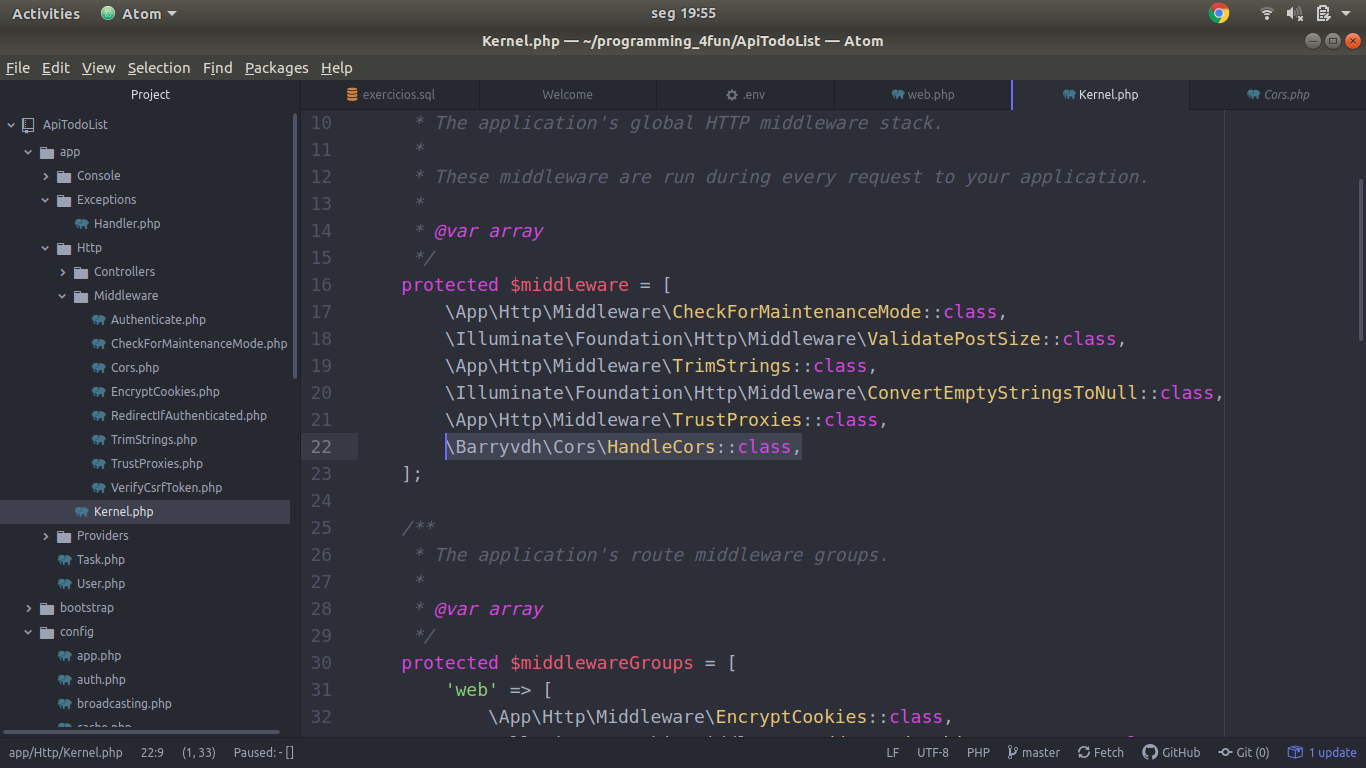 Activities Atom seg 19:55
Kernel.php — ~/programming_4fun/ApiTodoList — Atom
File Edit View Selection Find Packages Help
Project
exercicios.sql Welcome .env web.php Kernel.php Cors.php
ApiTodoList
app
Console
Exceptions
Handler.php
Http
Controllers
Middleware
Authenticate.php
CheckForMaintenanceMode.php
Cors.php
EncryptCookies.php
RedirectIfAuthenticated.php
TrimStrings.php
TrustProxies.php
VerifyCsrfToken.php
Kernel.php
Providers
Task.php
User.php
bootstrap
config
app.php
auth.php
broadcasting.php
cache.php
10 * The application's global HTTP middleware stack.
11 *
12 * These middleware are run during every request to your application.
13 *
14 * @var array
15 */
16 protected $middleware = [
17 \App\Http\Middleware\CheckForMaintenanceMode::class,
18 \Illuminate\Foundation\Http\Middleware\ValidatePostSize::class,
19 \App\Http\Middleware\TrimStrings::class,
20 \Illuminate\Foundation\Http\Middleware\ConvertEmptyStringsToNull::class,
21 \App\Http\Middleware\TrustProxies::class,
22 \Barryvdh\Cors\HandleCors::class,
23 ];
24
25 /**
26 * The application's route middleware groups.
27 *
28 * @var array
29 */
30 protected $middlewareGroups = [
31 'web' => [
32 \App\Http\Middleware\EncryptCookies::class,
app/Http/Kernel.php 22:9 (1, 33) Paused: - [] LF UTF-8 PHP master Fetch GitHub Git (0) 1 update